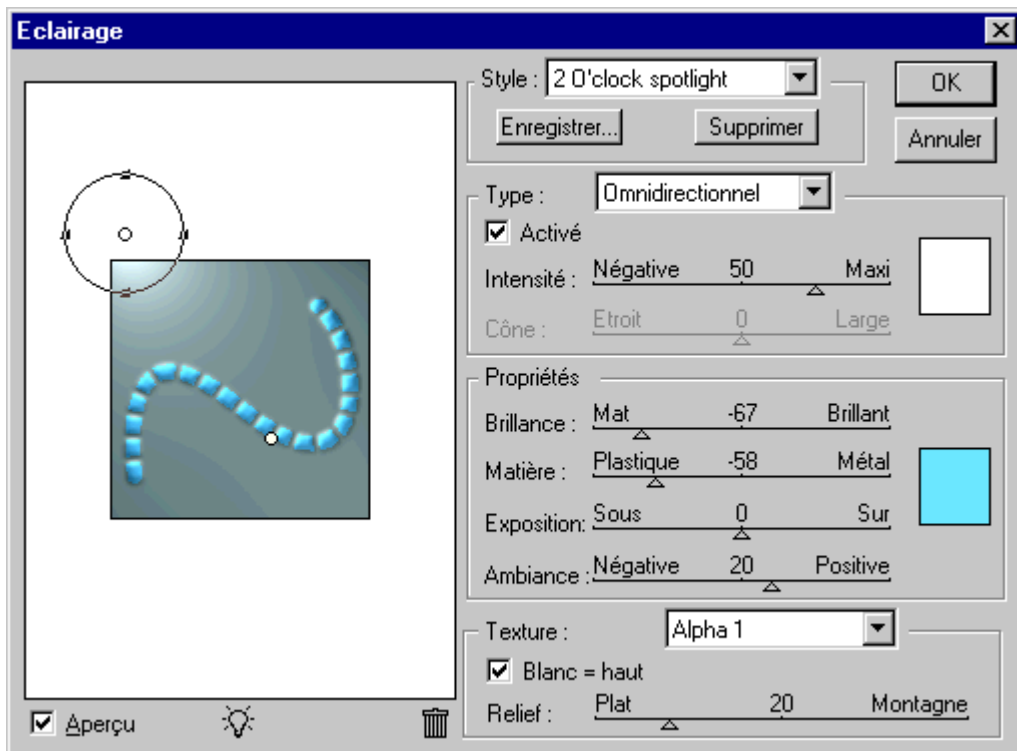 Eclairage
Style : 2 O'clock spotlight
OK
Enregistrer... Supprimer
Annuler
Type : Omnidirectionnel
Activé
Intensité : Négative 50 Maxi
Cône : Etroit 0 Large
Propriétés
Brillance : Mat -67 Brillant
Matière : Plastique -58 Métal
Exposition: Sous 0 Sur
Ambiance : Négative 20 Positive
Texture : Alpha 1
Blanc = haut
Relief : Plat 20 Montagne
Aperçu